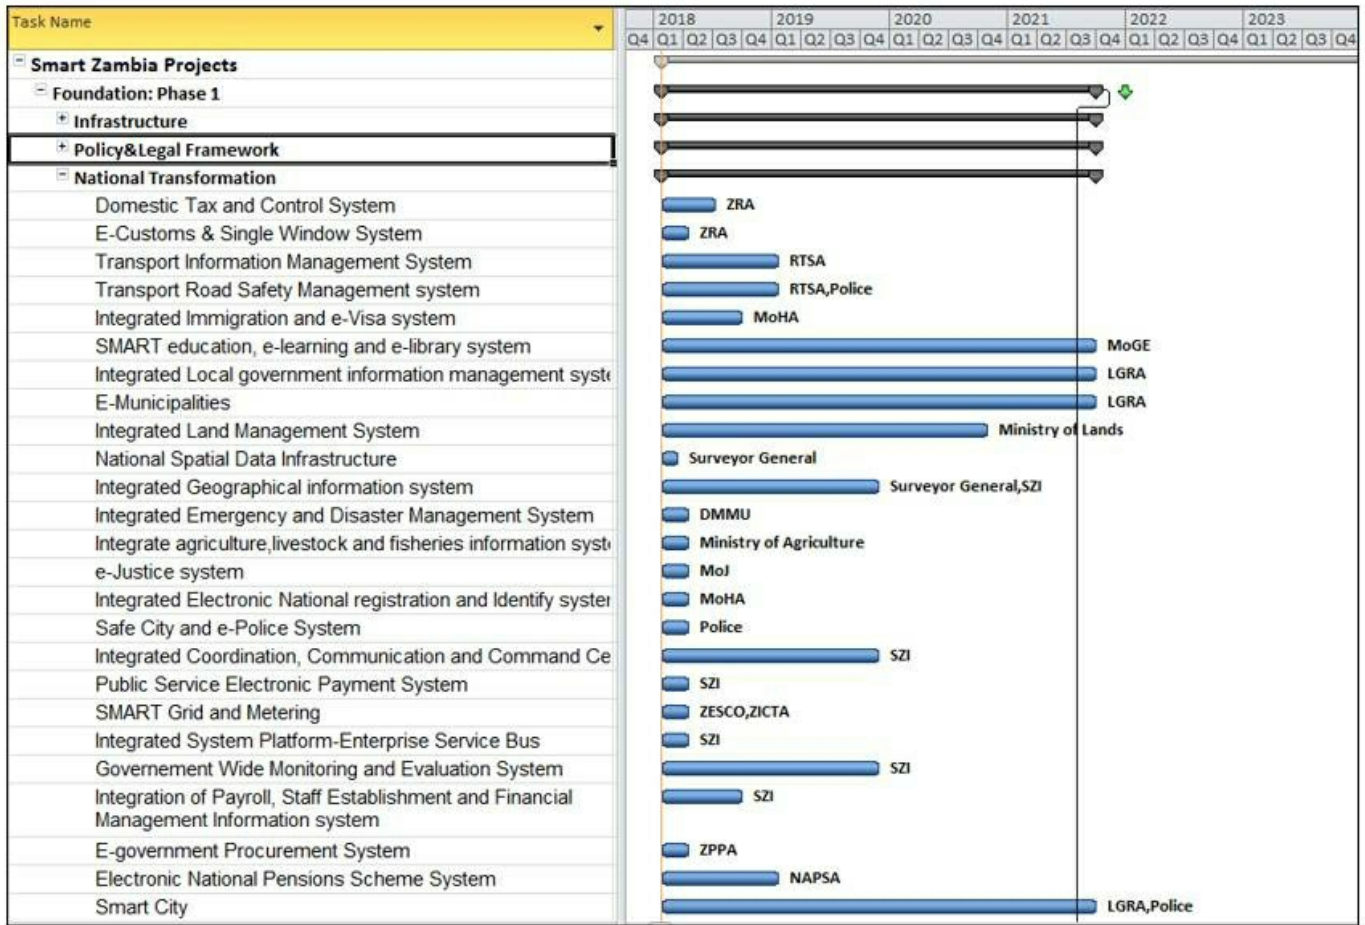 Task Name 2018 2019 2020 2021 2022 2023
Q4 Q1 Q2 Q3 Q4 Q1 Q2 Q3 Q4 Q1 Q2 Q3 Q4 Q1 Q2 Q3 Q4 Q1 Q2 Q3 Q4 Q1 Q2 Q3 Q4
Smart Zambia Projects
Foundation: Phase 1
Infrastructure
Policy&Legal Framework
National Transformation
Domestic Tax and Control System ZRA
E-Customs & Single Window System ZRA
Transport Information Management System RTSA
Transport Road Safety Management system RTSA,Police
Integrated Immigration and e-Visa system MoHA
SMART education, e-learning and e-library system MoGE
Integrated Local government information management syste LGRA
E-Municipalities LGRA
Integrated Land Management System Ministry of Lands
National Spatial Data Infrastructure Surveyor General
Integrated Geographical information system Surveyor General,SZI
Integrated Emergency and Disaster Management System DMMU
Integrate agriculture,livestock and fisheries information syste Ministry of Agriculture
e-Justice system MoJ
Integrated Electronic National registration and Identify syster MoHA
Safe City and e-Police System Police
Integrated Coordination, Communication and Command Ce SZI
Public Service Electronic Payment System SZI
SMART Grid and Metering ZESCO,ZICTA
Integrated System Platform-Enterprise Service Bus SZI
Governement Wide Monitoring and Evaluation System SZI
Integration of Payroll, Staff Establishment and Financial SZI
Management Information system
E-government Procurement System ZPPA
Electronic National Pensions Scheme System NAPSA
Smart City LGRA,Police